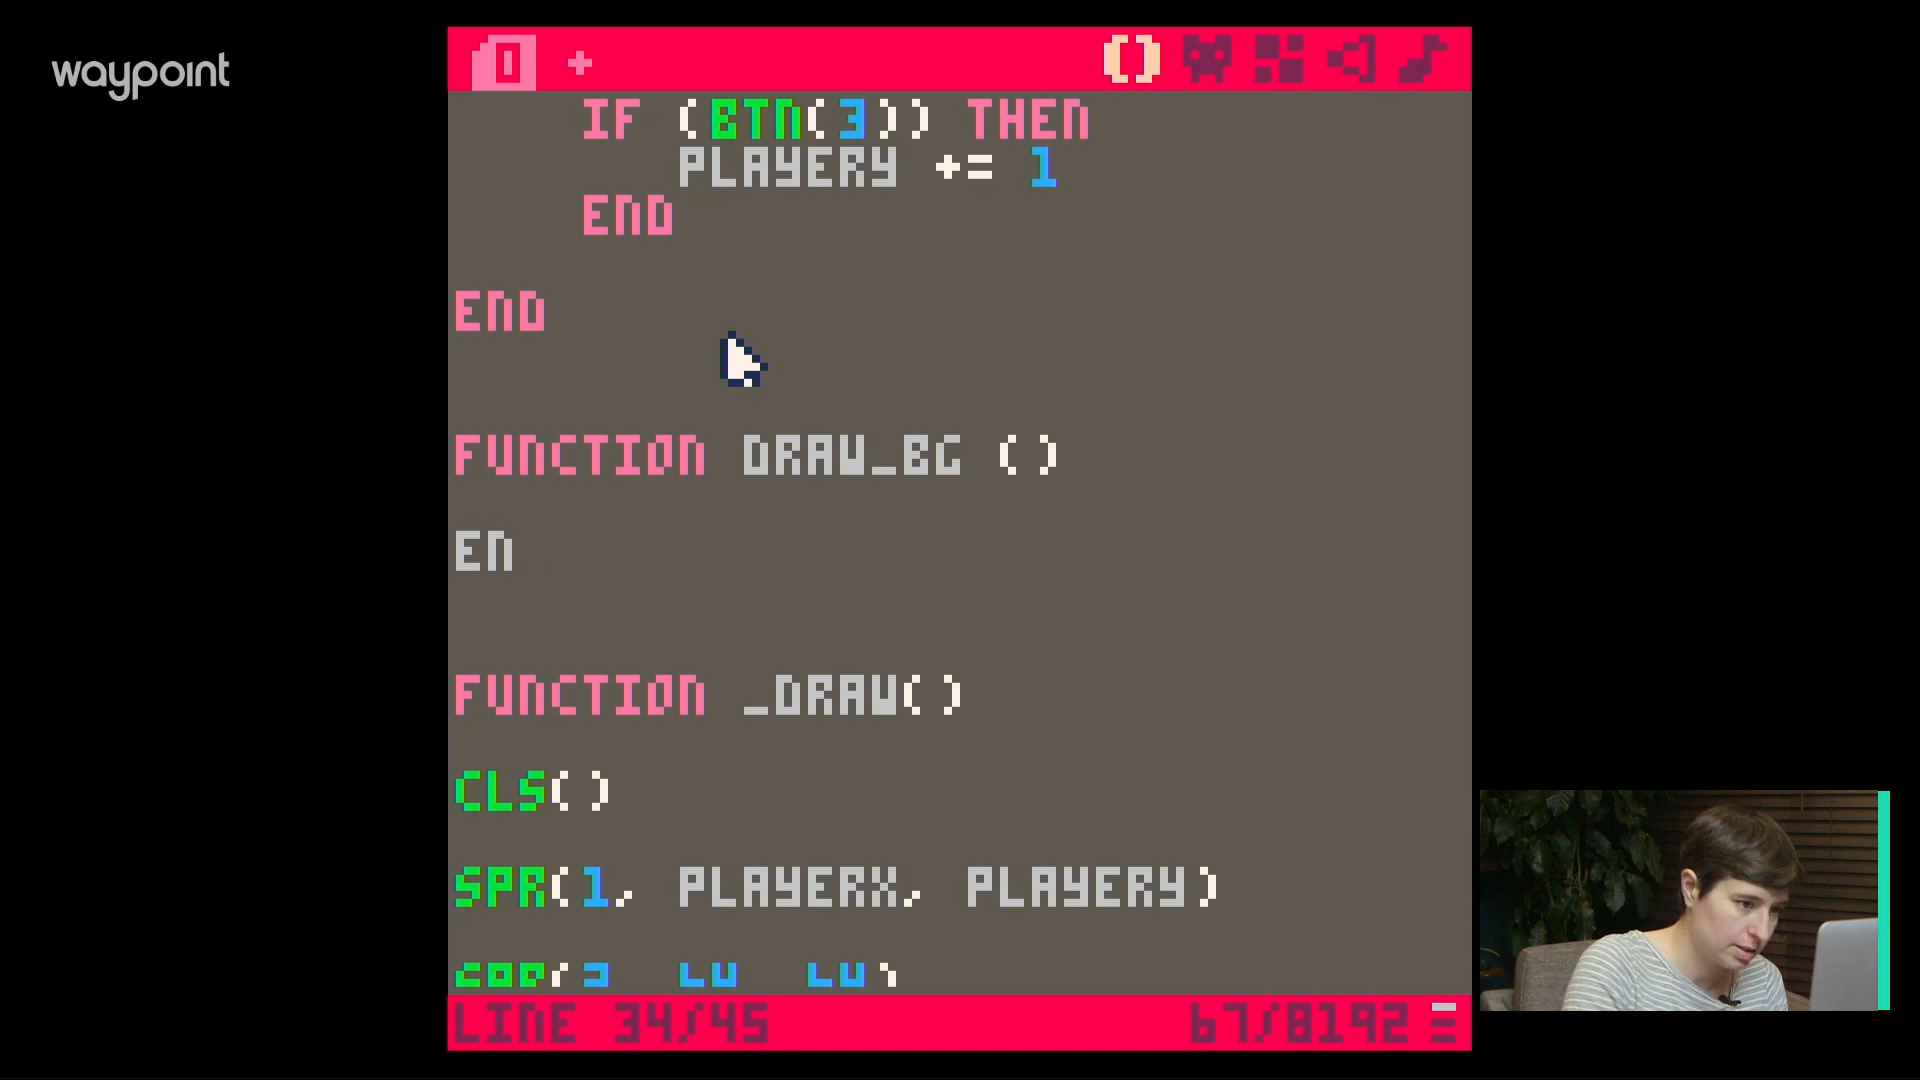 waypoint
0 +
IF (BTN(3)) THEN
PLAYERY += 1
END
END
FUNCTION DRAW_BG ()
EN
FUNCTION _DRAW()
CLS()
SPR(1, PLAYERX, PLAYERY)
LINE 34/45
67/8192